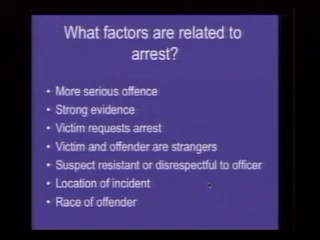 What factors are related to
arrest?
• More serious offence
• Strong evidence
• Victim requests arrest
• Victim and offender are strangers
• Suspect resistant or disrespectful to officer
• Location of incident
• Race of offender